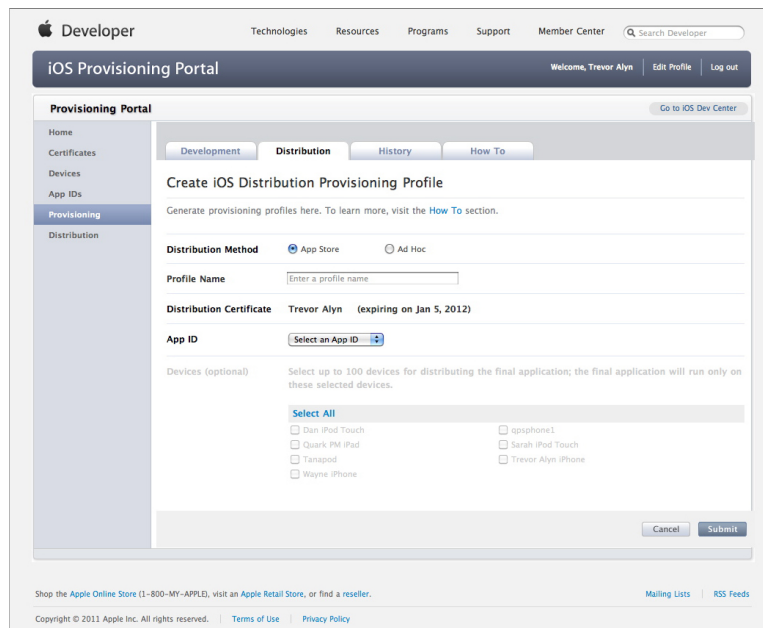 Developer
Technologies Resources Programs Support Member Center Search Developer
iOS Provisioning Portal
Welcome, Trevor Alyn Edit Profile Log out
Provisioning Portal
Go to iOS Dev Center
Home
Certificates
Devices
App IDs
Provisioning
Distribution
Development Distribution History How To
Create iOS Distribution Provisioning Profile
Generate provisioning profiles here. To learn more, visit the How To section.
Distribution Method App Store Ad Hoc
Profile Name Enter a profile name
Distribution Certificate Trevor Alyn (expiring on Jan 5, 2012)
App ID Select an App ID
Devices (optional) Select up to 100 devices for distributing the final application; the final application will run only on
these selected devices.
Select All
Dan iPod Touch qpsphone1
Quark PM iPad Sarah iPod Touch
Tanapod Trevor Alyn iPhone
Wayne iPhone
Cancel Submit
Shop the Apple Online Store (1-800-MY-APPLE), visit an Apple Retail Store, or find a reseller.
Mailing Lists RSS Feeds
Copyright © 2011 Apple Inc. All rights reserved. Terms of Use Privacy Policy